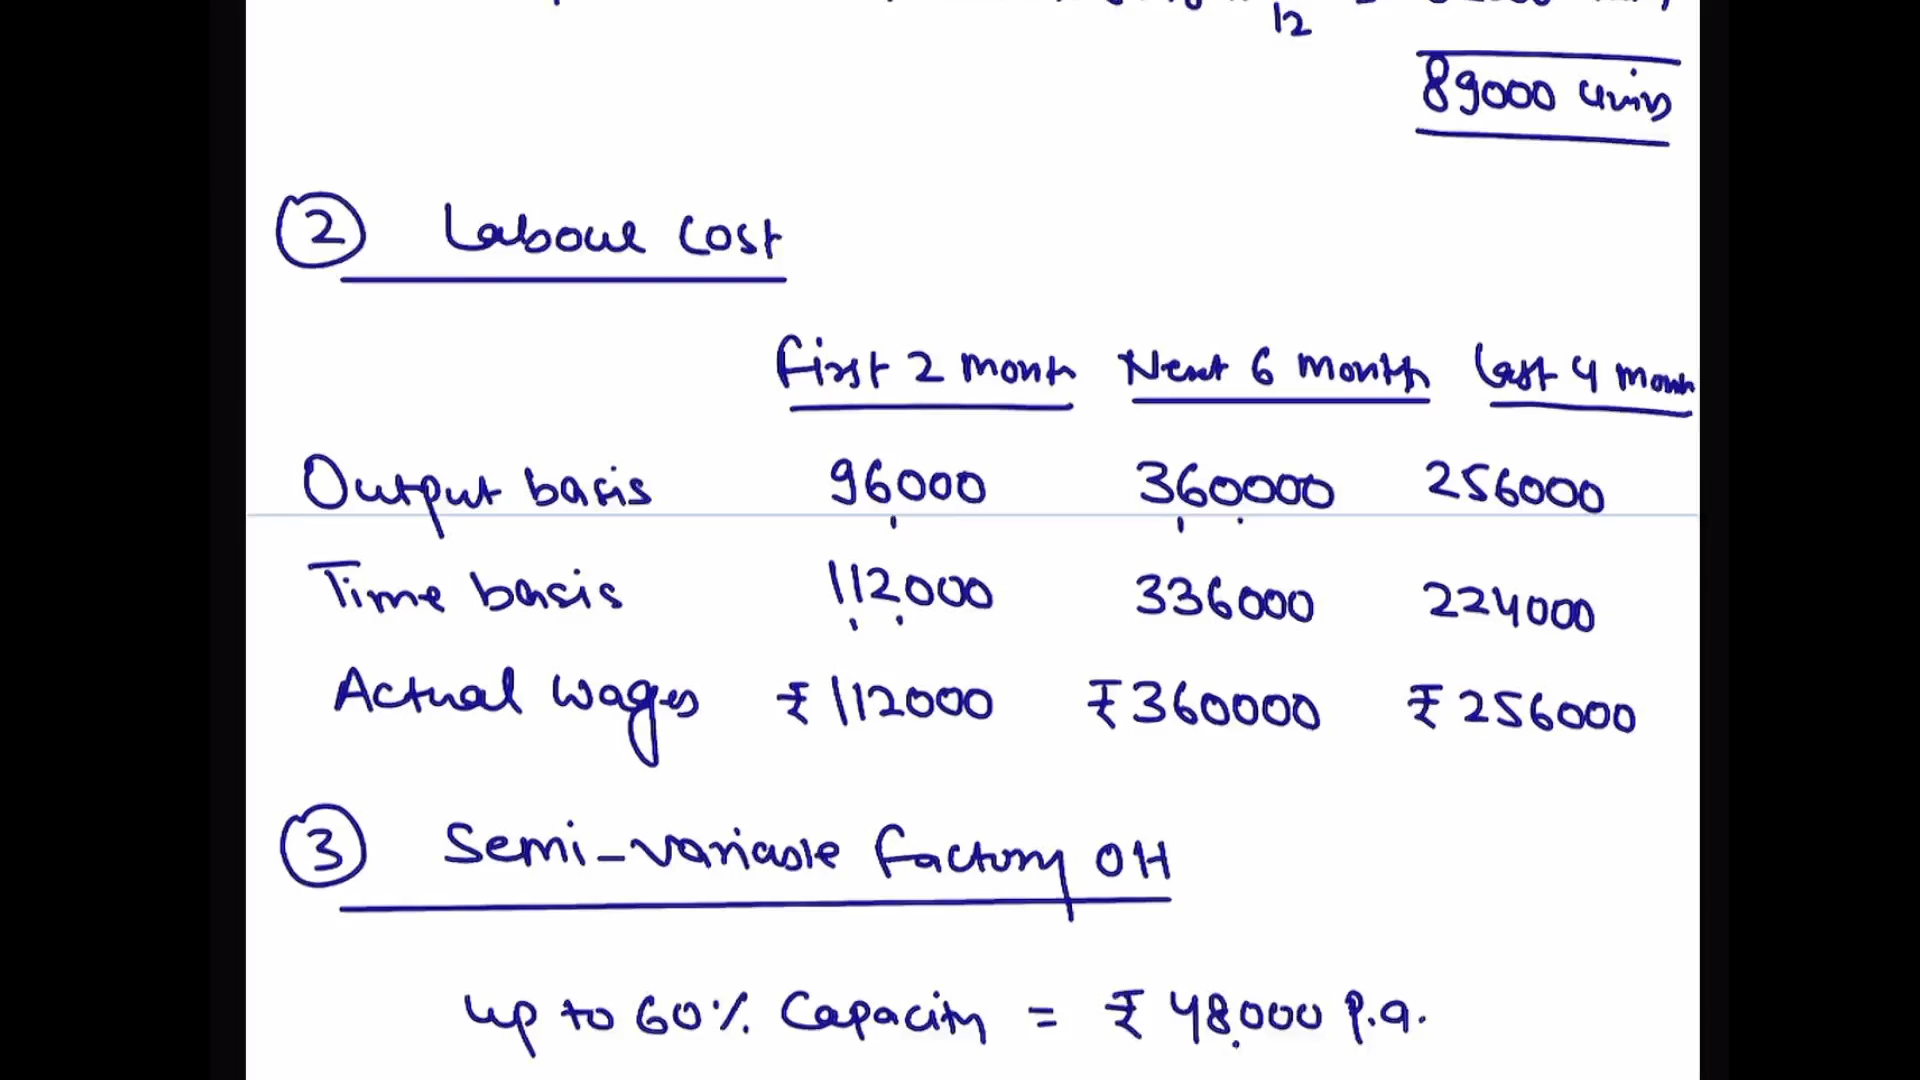 12
89000 units
2 Labour Cost
First 2 month Next 6 month Last 4 month
Output basis 96000 360000 256000
Time basis 112000 336000 224000
Actual wages ₹112000 ₹360000 ₹256000
3 Semi-variable factory OH
up to 60% Capacity = ₹48000 p.a.